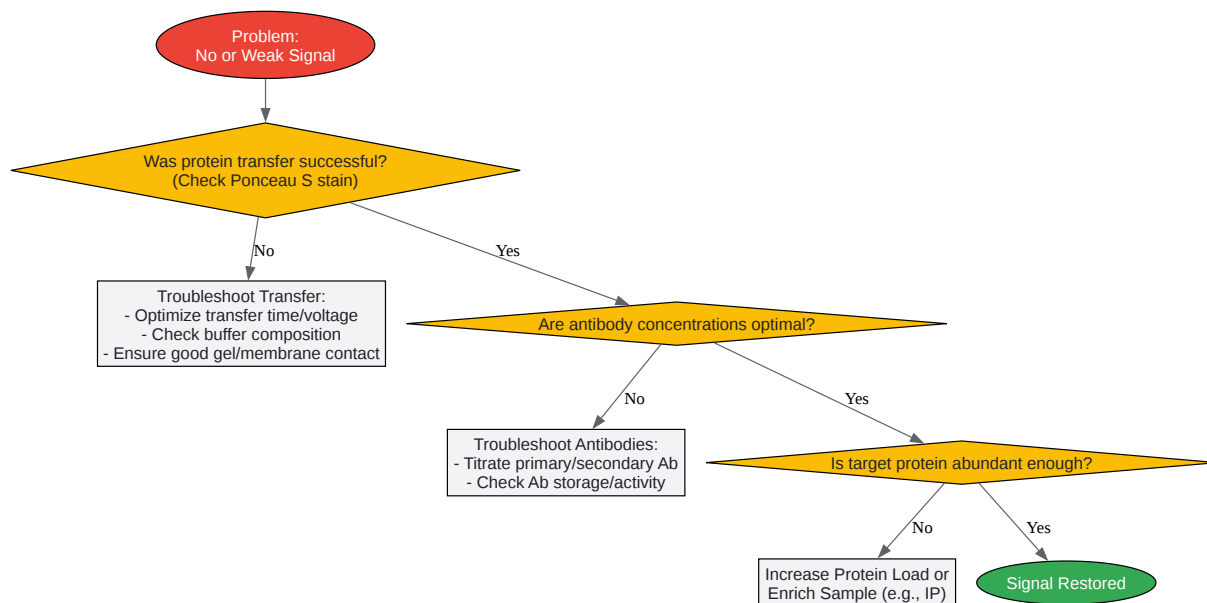 Problem:
No or Weak Signal
Was protein transfer successful?
(Check Ponceau S stain)
No
Yes
Troubleshoot Transfer:
- Optimize transfer time/voltage
- Check buffer composition
- Ensure good gel/membrane contact
Are antibody concentrations optimal?
No
Yes
Troubleshoot Antibodies:
- Titrate primary/secondary Ab
- Check Ab storage/activity
Is target protein abundant enough?
No
Yes
Increase Protein Load or
Enrich Sample (e.g., IP)
Signal Restored